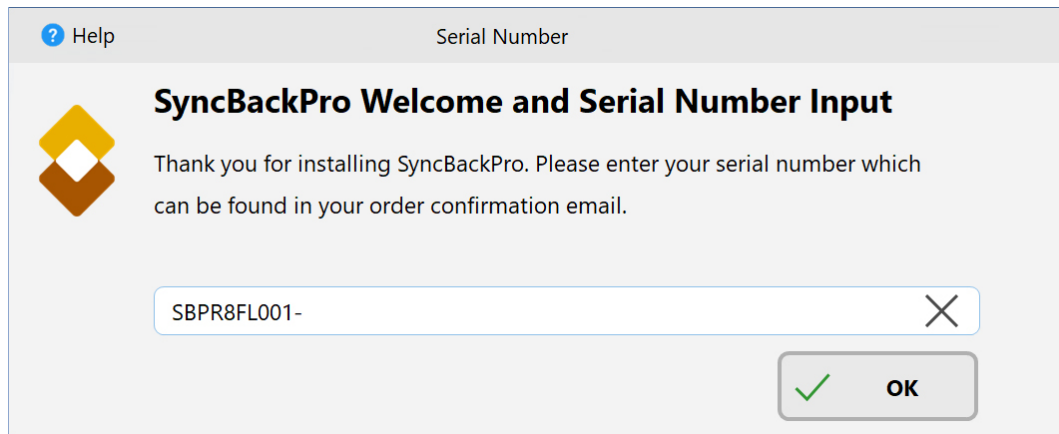 Help
Serial Number
SyncBackPro Welcome and Serial Number Input
Thank you for installing SyncBackPro. Please enter your serial number which
can be found in your order confirmation email.
SBPR8FL001-
OK